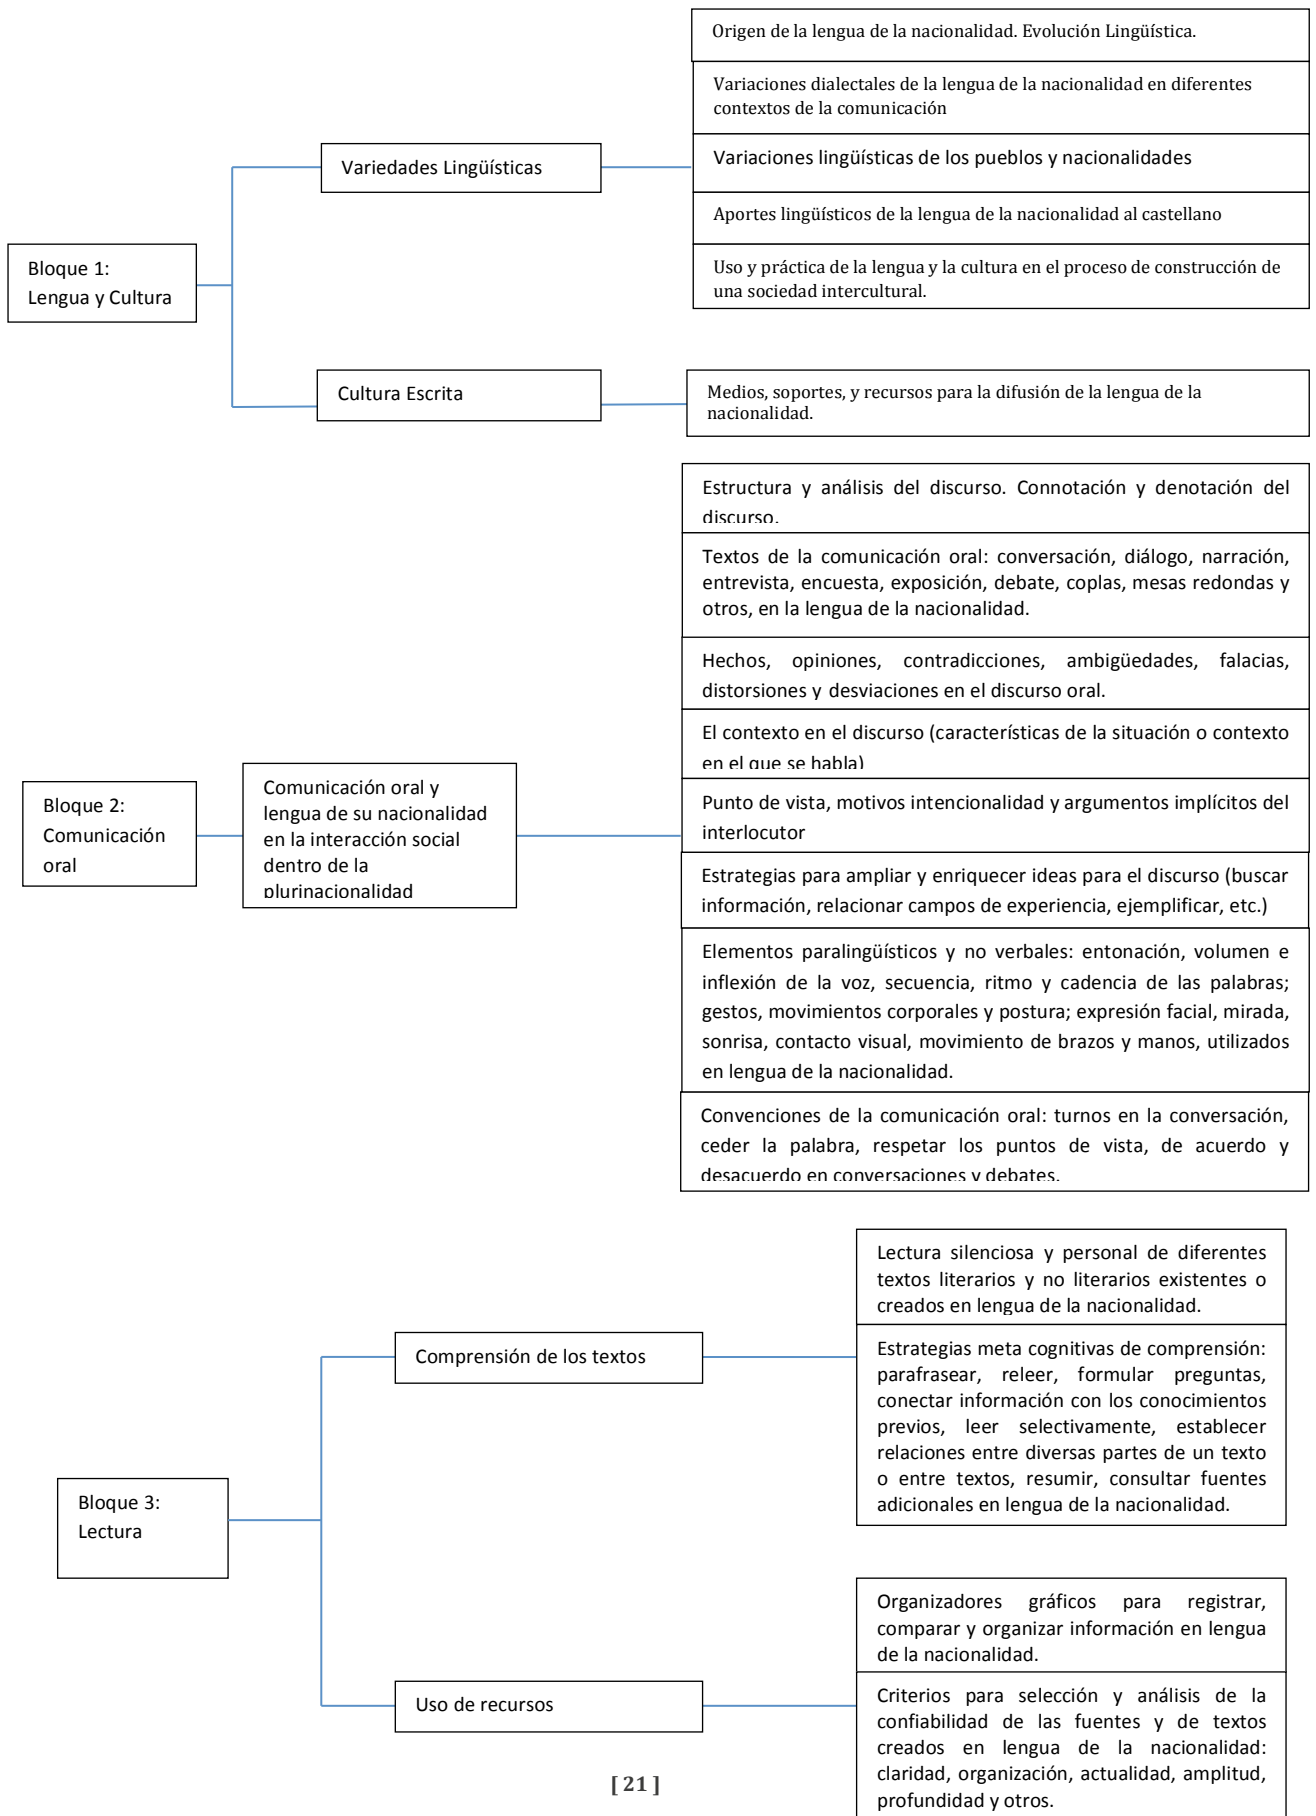 Origen de la lengua de la nacionalidad. Evolución Lingüística.
Variaciones dialectales de la lengua de la nacionalidad en diferentes
contextos de la comunicación
Variedades Lingüísticas
Variaciones lingüísticas de los pueblos y nacionalidades
Aportes lingüísticos de la lengua de la nacionalidad al castellano
Uso y práctica de la lengua y la cultura en el proceso de construcción de
una sociedad intercultural.
Bloque 1:
Lengua y Cultura
Cultura Escrita
Medios, soportes, y recursos para la difusión de la lengua de la
nacionalidad.
Estructura y análisis del discurso. Connotación y denotación del
discurso.
Textos de la comunicación oral: conversación, diálogo, narración,
entrevista, encuesta, exposición, debate, coplas, mesas redondas y
otros, en la lengua de la nacionalidad.
Hechos, opiniones, contradicciones, ambigüedades, falacias,
distorsiones y desviaciones en el discurso oral.
El contexto en el discurso (características de la situación o contexto
en el que se habla)
Bloque 2:
Comunicación
oral
Comunicación oral y
lengua de su nacionalidad
en la interacción social
dentro de la
plurinacionalidad
Punto de vista, motivos intencionalidad y argumentos implícitos del
interlocutor
Estrategias para ampliar y enriquecer ideas para el discurso (buscar
información, relacionar campos de experiencia, ejemplificar, etc.)
Elementos paralingüísticos y no verbales: entonación, volumen e
inflexión de la voz, secuencia, ritmo y cadencia de las palabras;
gestos, movimientos corporales y postura; expresión facial, mirada,
sonrisa, contacto visual, movimiento de brazos y manos, utilizados
en lengua de la nacionalidad.
Convenciones de la comunicación oral: turnos en la conversación,
ceder la palabra, respetar los puntos de vista, de acuerdo y
desacuerdo en conversaciones y debates.
Lectura silenciosa y personal de diferentes
textos literarios y no literarios existentes o
creados en lengua de la nacionalidad.
Comprensión de los textos
Estrategias meta cognitivas de comprensión:
parafrasear, releer, formular preguntas,
conectar información con los conocimientos
previos, leer selectivamente, establecer
relaciones entre diversas partes de un texto
o entre textos, resumir, consultar fuentes
adicionales en lengua de la nacionalidad.
Bloque 3:
Lectura
Organizadores gráficos para registrar,
comparar y organizar información en lengua
de la nacionalidad.
Uso de recursos
Criterios para selección y análisis de la
confiabilidad de las fuentes y de textos
creados en lengua de la nacionalidad:
claridad, organización, actualidad, amplitud,
profundidad y otros.
[ 21 ]